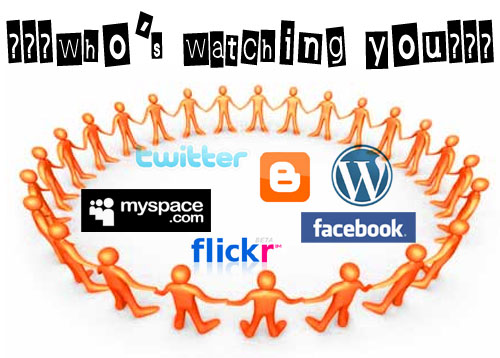 ???who's watching you???
twitter
myspace
.com
facebook
flickr BETA